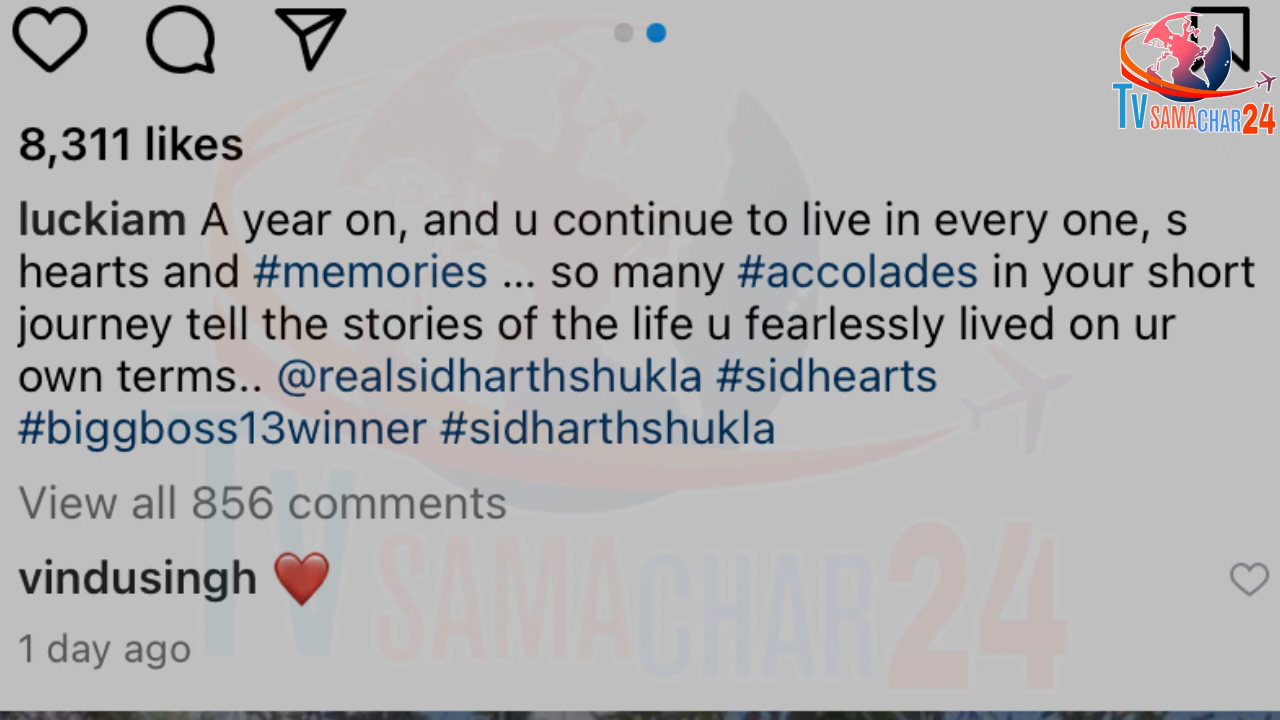 TV SAMACHAR24
8,311 likes
luckiam A year on, and u continue to live in every one, s
hearts and #memories ... so many #accolades in your short
journey tell the stories of the life u fearlessly lived on ur
own terms.. @realsidharthshukla #sidhearts
#biggboss13winner #sidharthshukla
View all 856 comments
vindusingh ❤️
1 day ago
TV SAMACHAR24